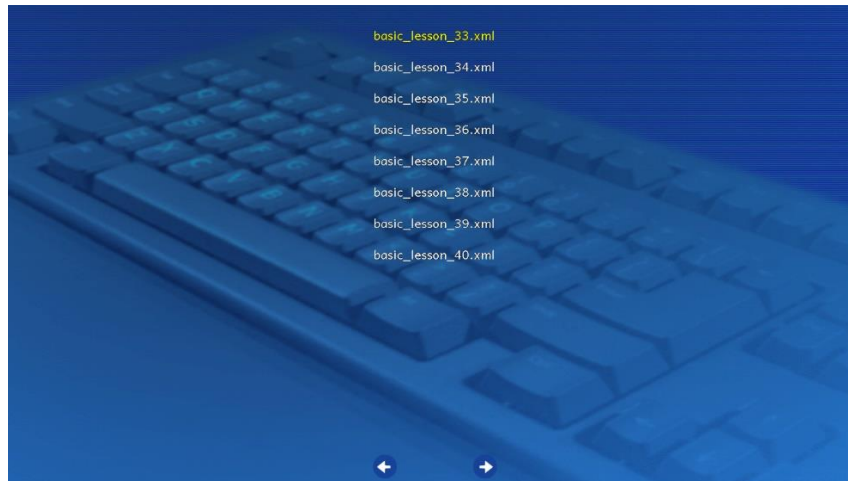 basic_lesson_33.xml
basic_lesson_34.xml
basic_lesson_35.xml
basic_lesson_36.xml
basic_lesson_37.xml
basic_lesson_38.xml
basic_lesson_39.xml
basic_lesson_40.xml